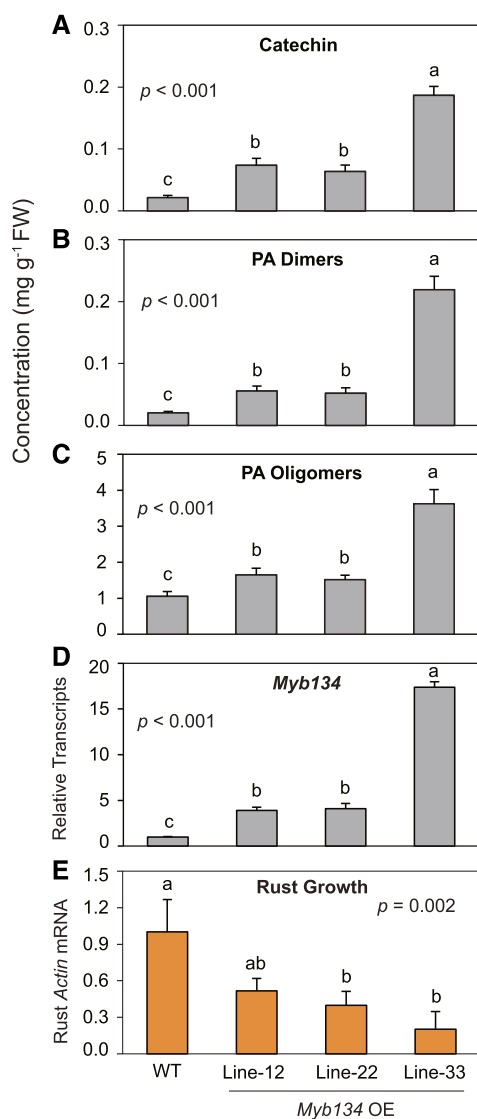 A
Catechin
p < 0.001
0.3
0.2
0.1
0.0
c
b
b
a
B
PA Dimers
p < 0.001
0.3
0.2
0.1
0.0
c
b
b
a
Concentration (mg g⁻¹ FW)
C
PA Oligomers
p < 0.001
5
4
3
2
1
0
c
b
b
a
D
Myb134
p < 0.001
20
15
10
5
0
Relative Transcripts
c
b
b
a
E
Rust Growth
p = 0.002
1.5
1.2
0.9
0.6
0.3
0.0
Rust Actin mRNA
a
ab
b
b
WT Line-12 Line-22 Line-33
Myb134 OE